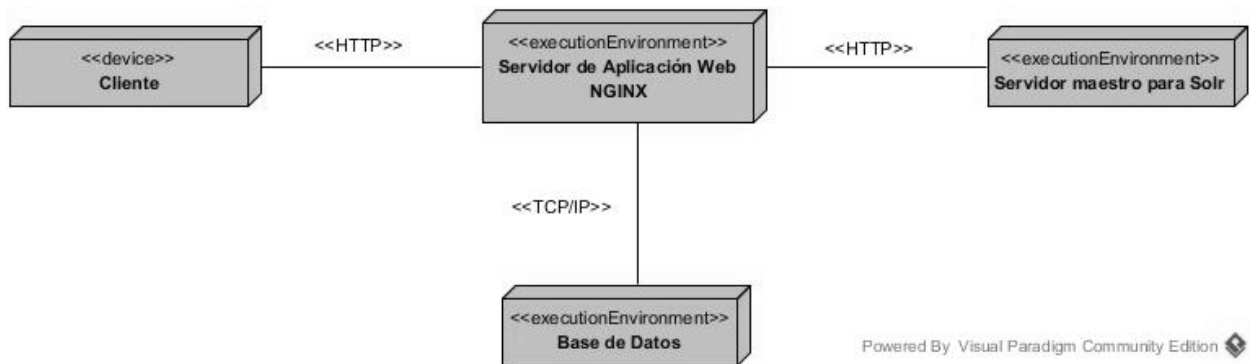 <<device>>
Cliente
<<HTTP>>
<<executionEnvironment>>
Servidor de Aplicación Web
NGINX
<<HTTP>>
<<executionEnvironment>>
Servidor maestro para Solr
<<TCP/IP>>
<<executionEnvironment>>
Base de Datos
Powered By Visual Paradigm Community Edition